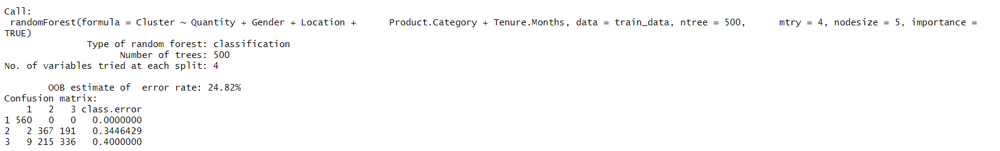 Call:
 randomForest(formula = Cluster ~ Quantity + Gender + Location +      Product.Category + Tenure.Months, data = train_data, ntree = 500,      mtry = 4, nodesize = 5, importance =
TRUE)
               Type of random forest: classification
                     Number of trees: 500
No. of variables tried at each split: 4

        OOB estimate of  error rate: 24.82%
Confusion matrix:
    1   2   3 class.error
1 560   0   0   0.0000000
2   2 367 191   0.3446429
3   9 215 336   0.4000000